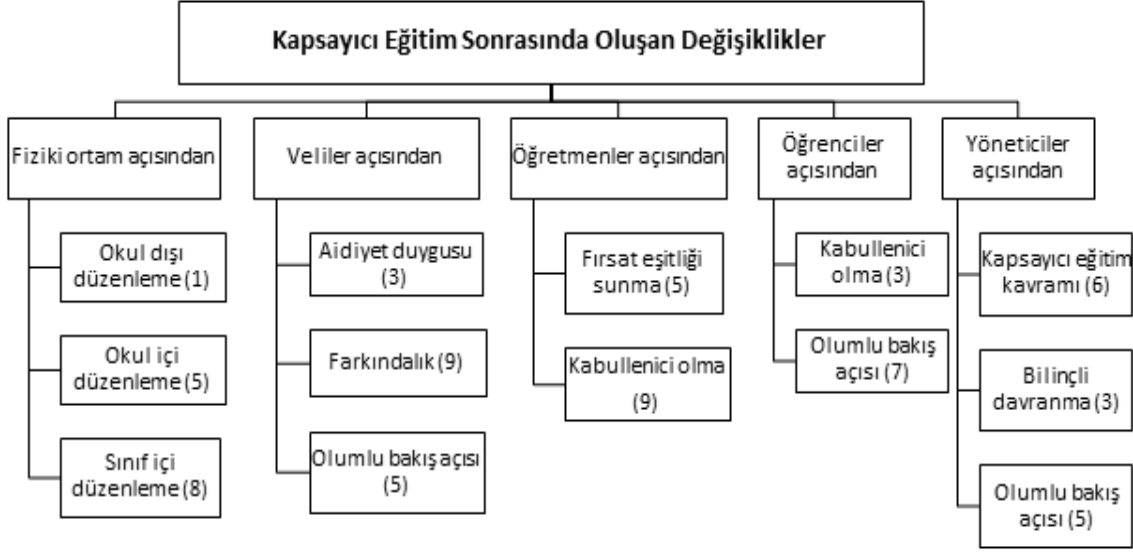 Kapsayıcı Eğitim Sonrasında Oluşan Değişiklikler
Fiziki ortam açısından
Okul dışı
düzenleme (1)
Okul içi
düzenleme (5)
Sınıf içi
düzenleme (8)
Veliler açısından
Aidiyet duygusu
(3)
Farkındalık (9)
Olumlu bakış açısı
(5)
Öğretmenler açısından
Fırsat eşitliği
sunma (5)
Kabullenici olma
(9)
Öğrenciler
açısından
Kabullenici
olma (3)
Olumlu bakış
açısı (7)
Yöneticiler
açısından
Kapsayıcı eğitim
kavramı (6)
Bilinçli
davranma (3)
Olumlu bakış
açısı (5)